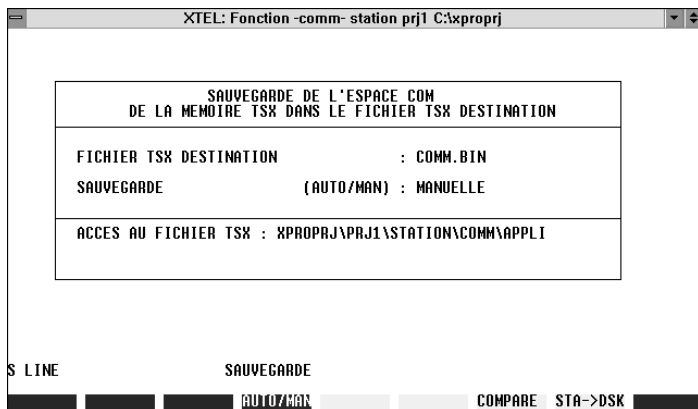 XTEL: Fonction -comm- station prj1 C:\xproprj
SAUVEGARDE DE L'ESPACE COM
DE LA MEMOIRE TSX DANS LE FICHIER TSX DESTINATION
FICHIER TSX DESTINATION : COMM.BIN
SAUVEGARDE (AUTO/MAN) : MANUELLE
ACCES AU FICHIER TSX : XPROPRJ\PRJ1\STATION\COMM\APPLI
S LINE SAUVEGARDE
AUTO/MAN COMPARE STA->DSK